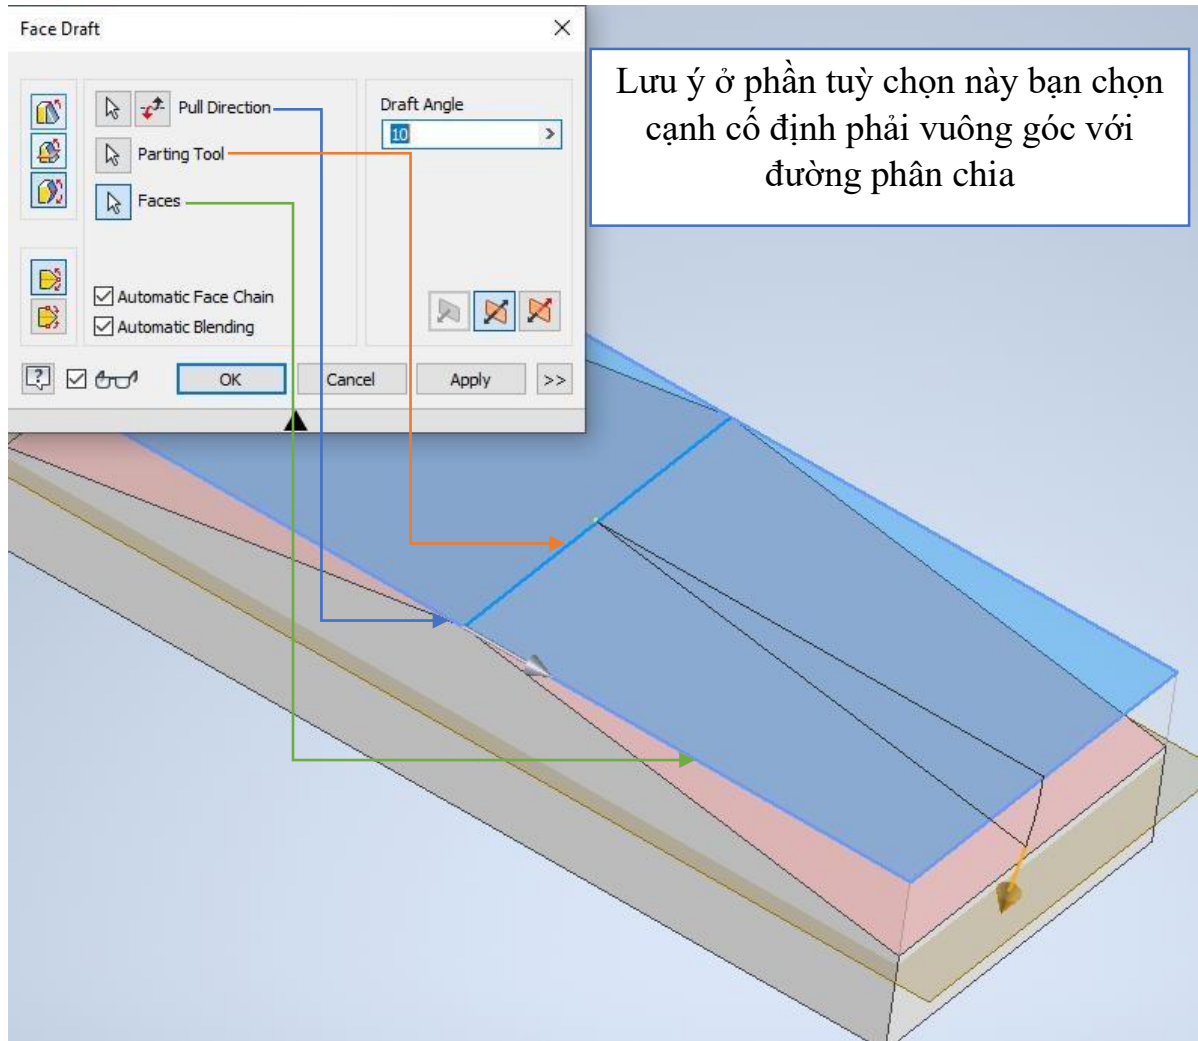 Face Draft
Pull Direction
Parting Tool
Faces
Automatic Face Chain
Automatic Blending
Draft Angle
10
OK
Cancel
Apply
>>
Lưu ý ở phần tuỳ chọn này bạn chọn
cạnh cố định phải vuông góc với
đường phân chia